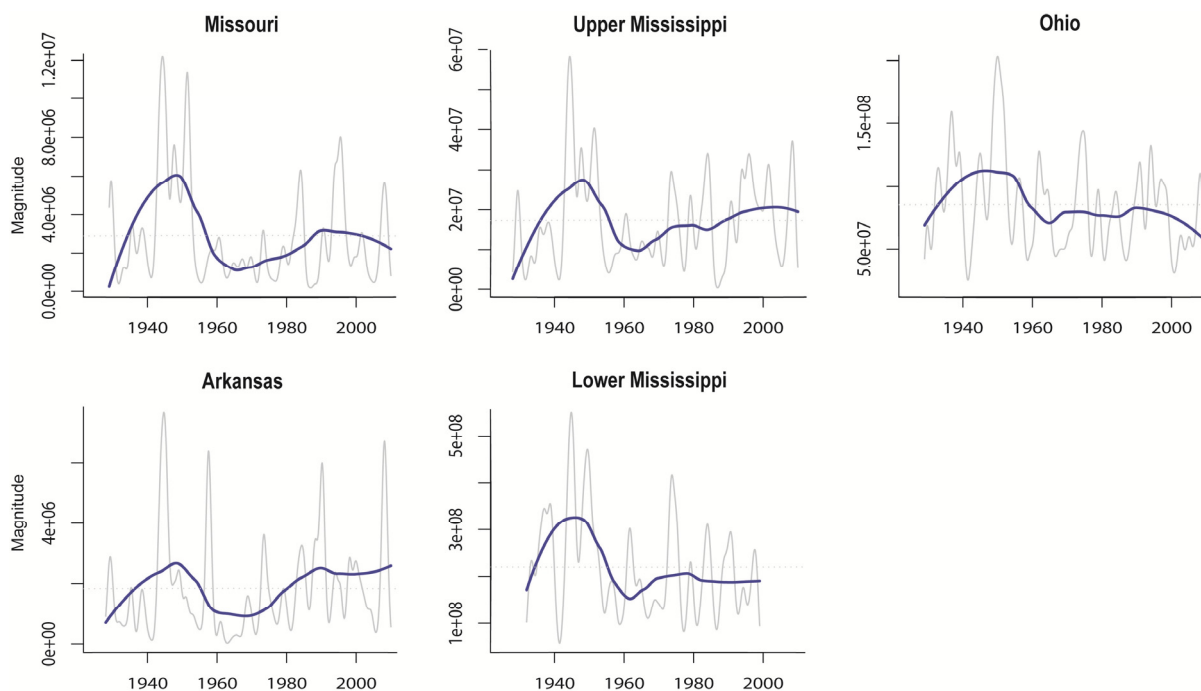 Missouri
Upper Mississippi
Ohio
Magnitude
0.0e+00 4.0e+06 8.0e+06 1.2e+07
1940 1960 1980 2000
0e+00 2e+07 4e+07 6e+07
1940 1960 1980 2000
5.0e+07 1.5e+08
1940 1960 1980 2000
Arkansas
Lower Mississippi
Magnitude
0e+00 4e+06
1940 1960 1980 2000
1e+08 3e+08 5e+08
1940 1960 1980 2000